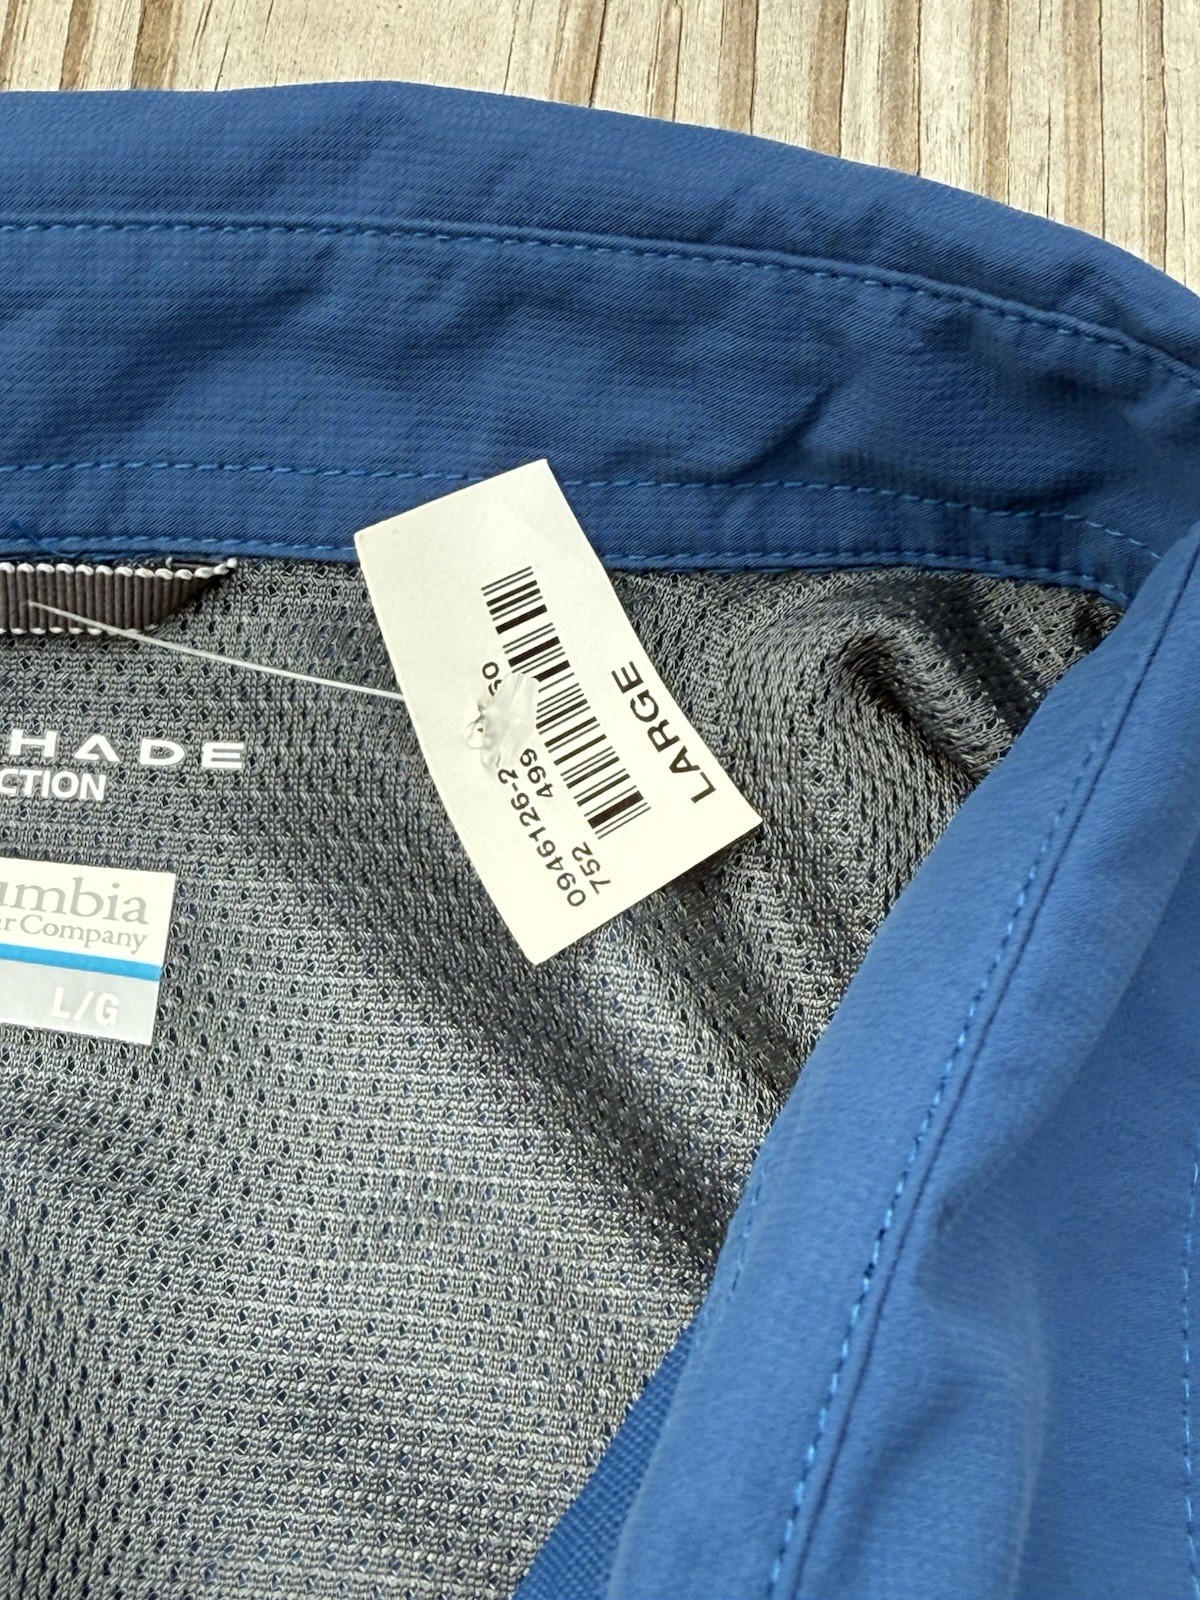 HADE
CTION
umbia
ar Company
L/G
LARGE
499
0946126-2
752